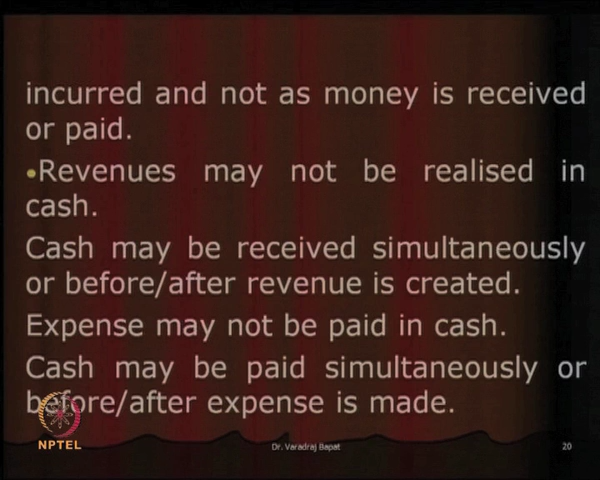 incurred and not as money is received
or paid.
•Revenues may not be realised in
cash.
Cash may be received simultaneously
or before/after revenue is created.
Expense may not be paid in cash.
Cash may be paid simultaneously or
before/after expense is made.
NPTEL
Dr. Varadraj Bapat
20